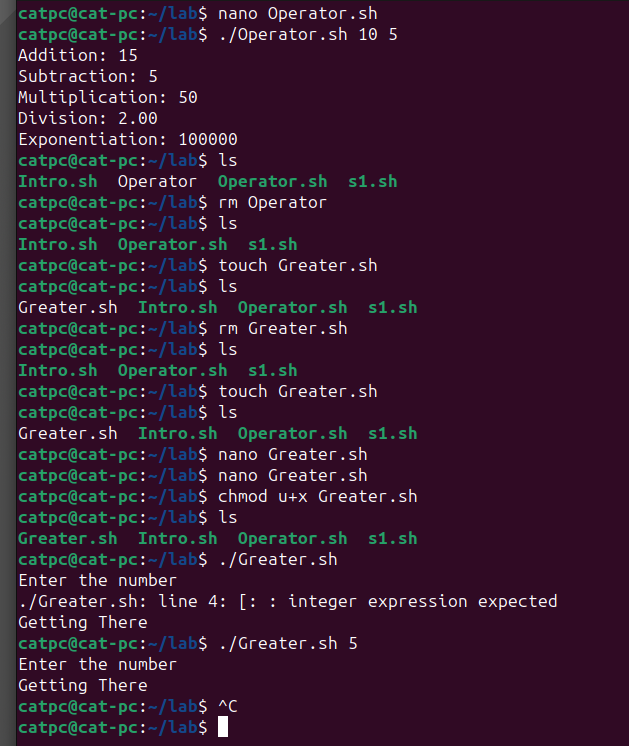 catpc@cat-pc:~/lab$ nano Operator.sh
catpc@cat-pc:~/lab$ ./Operator.sh 10 5
Addition: 15
Subtraction: 5
Multiplication: 50
Division: 2.00
Exponentiation: 100000
catpc@cat-pc:~/lab$ ls
Intro.sh  Operator  Operator.sh  s1.sh
catpc@cat-pc:~/lab$ rm Operator
catpc@cat-pc:~/lab$ ls
Intro.sh  Operator.sh  s1.sh
catpc@cat-pc:~/lab$ touch Greater.sh
catpc@cat-pc:~/lab$ ls
Greater.sh  Intro.sh  Operator.sh  s1.sh
catpc@cat-pc:~/lab$ rm Greater.sh
catpc@cat-pc:~/lab$ ls
Intro.sh  Operator.sh  s1.sh
catpc@cat-pc:~/lab$ touch Greater.sh
catpc@cat-pc:~/lab$ ls
Greater.sh  Intro.sh  Operator.sh  s1.sh
catpc@cat-pc:~/lab$ nano Greater.sh
catpc@cat-pc:~/lab$ nano Greater.sh
catpc@cat-pc:~/lab$ chmod u+x Greater.sh
catpc@cat-pc:~/lab$ ls
Greater.sh  Intro.sh  Operator.sh  s1.sh
catpc@cat-pc:~/lab$ ./Greater.sh
Enter the number
./Greater.sh: line 4: [: : integer expression expected
Getting There
catpc@cat-pc:~/lab$ ./Greater.sh 5
Enter the number
Getting There
catpc@cat-pc:~/lab$ ^C
catpc@cat-pc:~/lab$